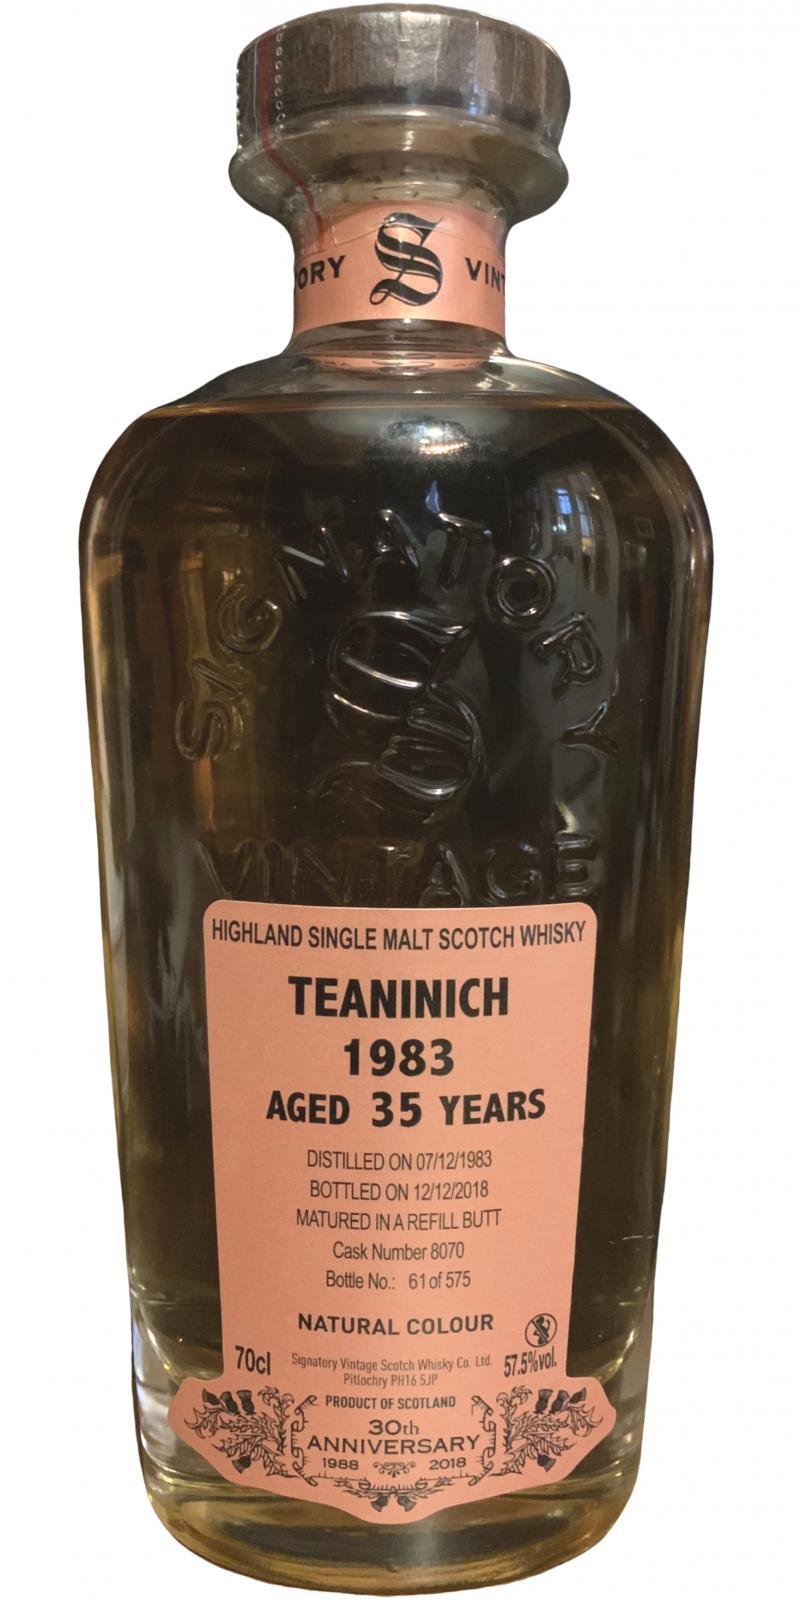 ORY S VINT
SIGNATORY
S
VINTAGE
HIGHLAND SINGLE MALT SCOTCH WHISKY
TEANINICH
1983
AGED 35 YEARS
DISTILLED ON 07/12/1983
BOTTLED ON 12/12/2018
MATURED IN A REFILL BUTT
Cask Number 8070
Bottle No.: 61 of 575
NATURAL COLOUR
70cl Signatory Vintage Scotch Whisky Co. Ltd. 57.5%vol.
Pitlochry PH16 5JP
PRODUCT OF SCOTLAND
30th
ANNIVERSARY
1988 2018